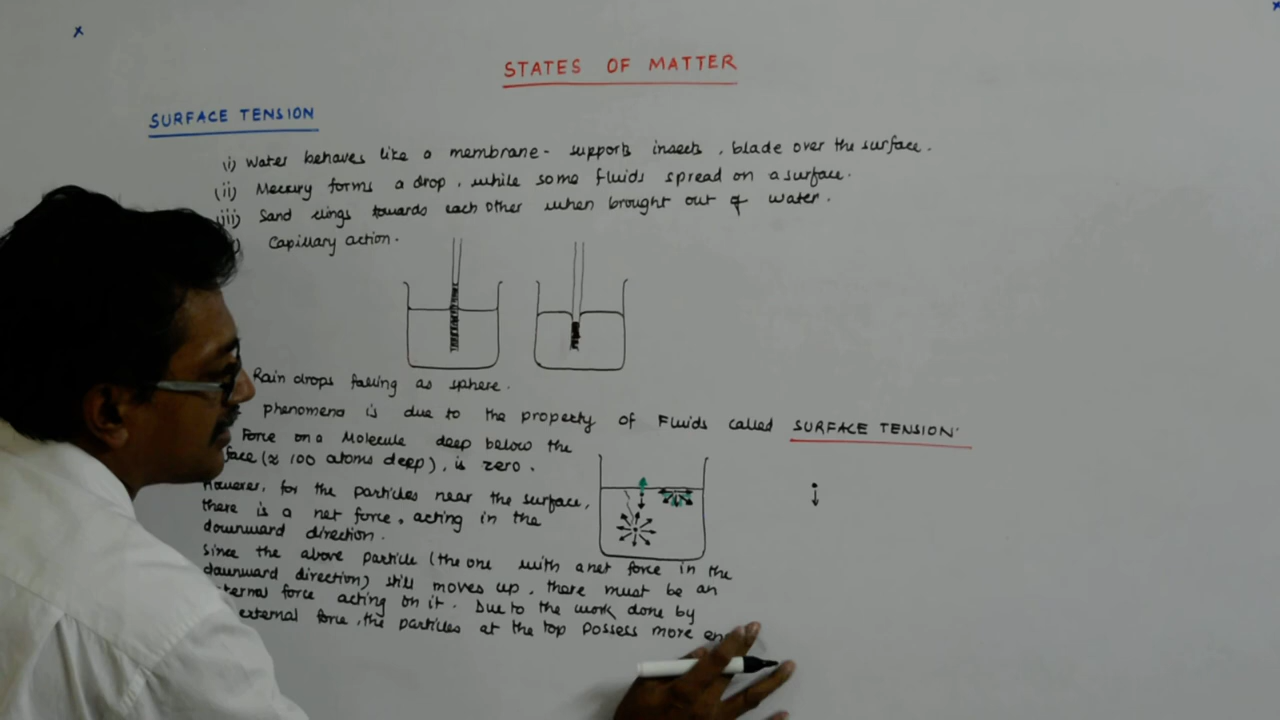 STATES OF MATTER
SURFACE TENSION
(i) Water behaves like a membrane - supports insects, blade over the surface.
(ii) Mercury forms a drop, while some fluids spread on a surface.
(iii) Sand clings towards each other when brought out of water.
Capillary action.
Rain drops falling as sphere.
phenomena is due to the property of Fluids called SURFACE TENSION
Force on a Molecule deep below the
(≈ 100 atoms deep), is zero.
However, for the particles near the surface,
there is a net force, acting in the
downward direction.
Since the above particle (the one with a net force in the
downward direction) still moves up, there must be an
force acting on it. Due to the work done by
external force, the particles at the top possess more